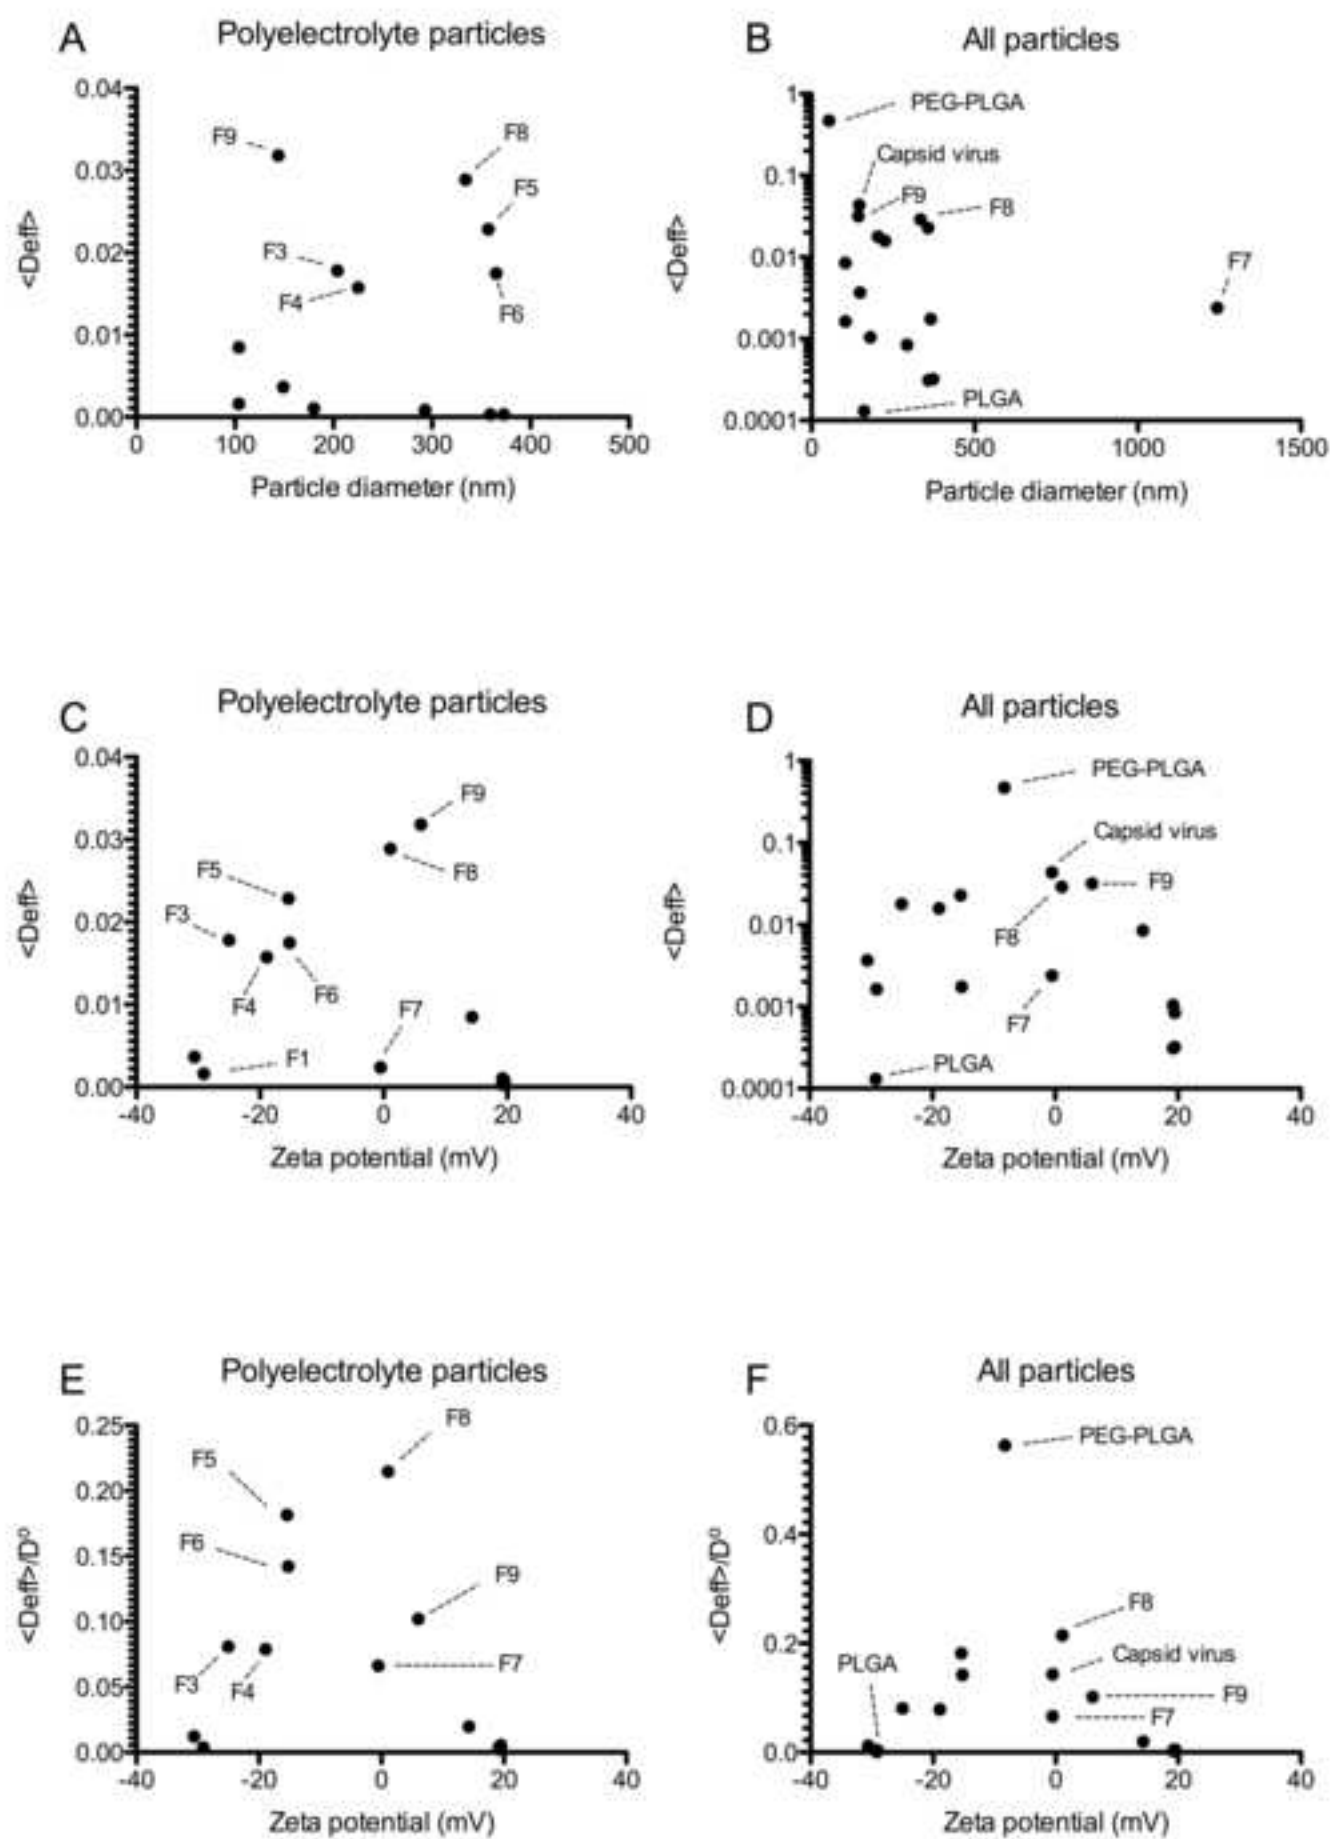 A
Polyelectrolyte particles
0.04
0.03
0.02
0.01
0.00
<Deff>
F9
F8
F5
F3
F4
F6
0 100 200 300 400 500
Particle diameter (nm)
B
All particles
1
0.1
0.01
0.001
0.0001
<Deff>
PEG-PLGA
Capsid virus
F9
F8
F7
PLGA
0 500 1000 1500
Particle diameter (nm)
C
Polyelectrolyte particles
0.04
0.03
0.02
0.01
0.00
<Deff>
F9
F5
F8
F3
F4
F6
F7
F1
-40 -20 0 20 40
Zeta potential (mV)
D
All particles
1
0.1
0.01
0.001
0.0001
<Deff>
PEG-PLGA
Capsid virus
F9
F8
F7
PLGA
-40 -20 0 20 40
Zeta potential (mV)
E
Polyelectrolyte particles
0.25
0.20
0.15
0.10
0.05
0.00
<Deff>/Dº
F8
F5
F6
F9
F7
F3
F4
-40 -20 0 20 40
Zeta potential (mV)
F
All particles
0.6
0.4
0.2
0.0
<Deff>/Dº
PEG-PLGA
F8
PLGA
Capsid virus
F9
F7
-40 -20 0 20 40
Zeta potential (mV)